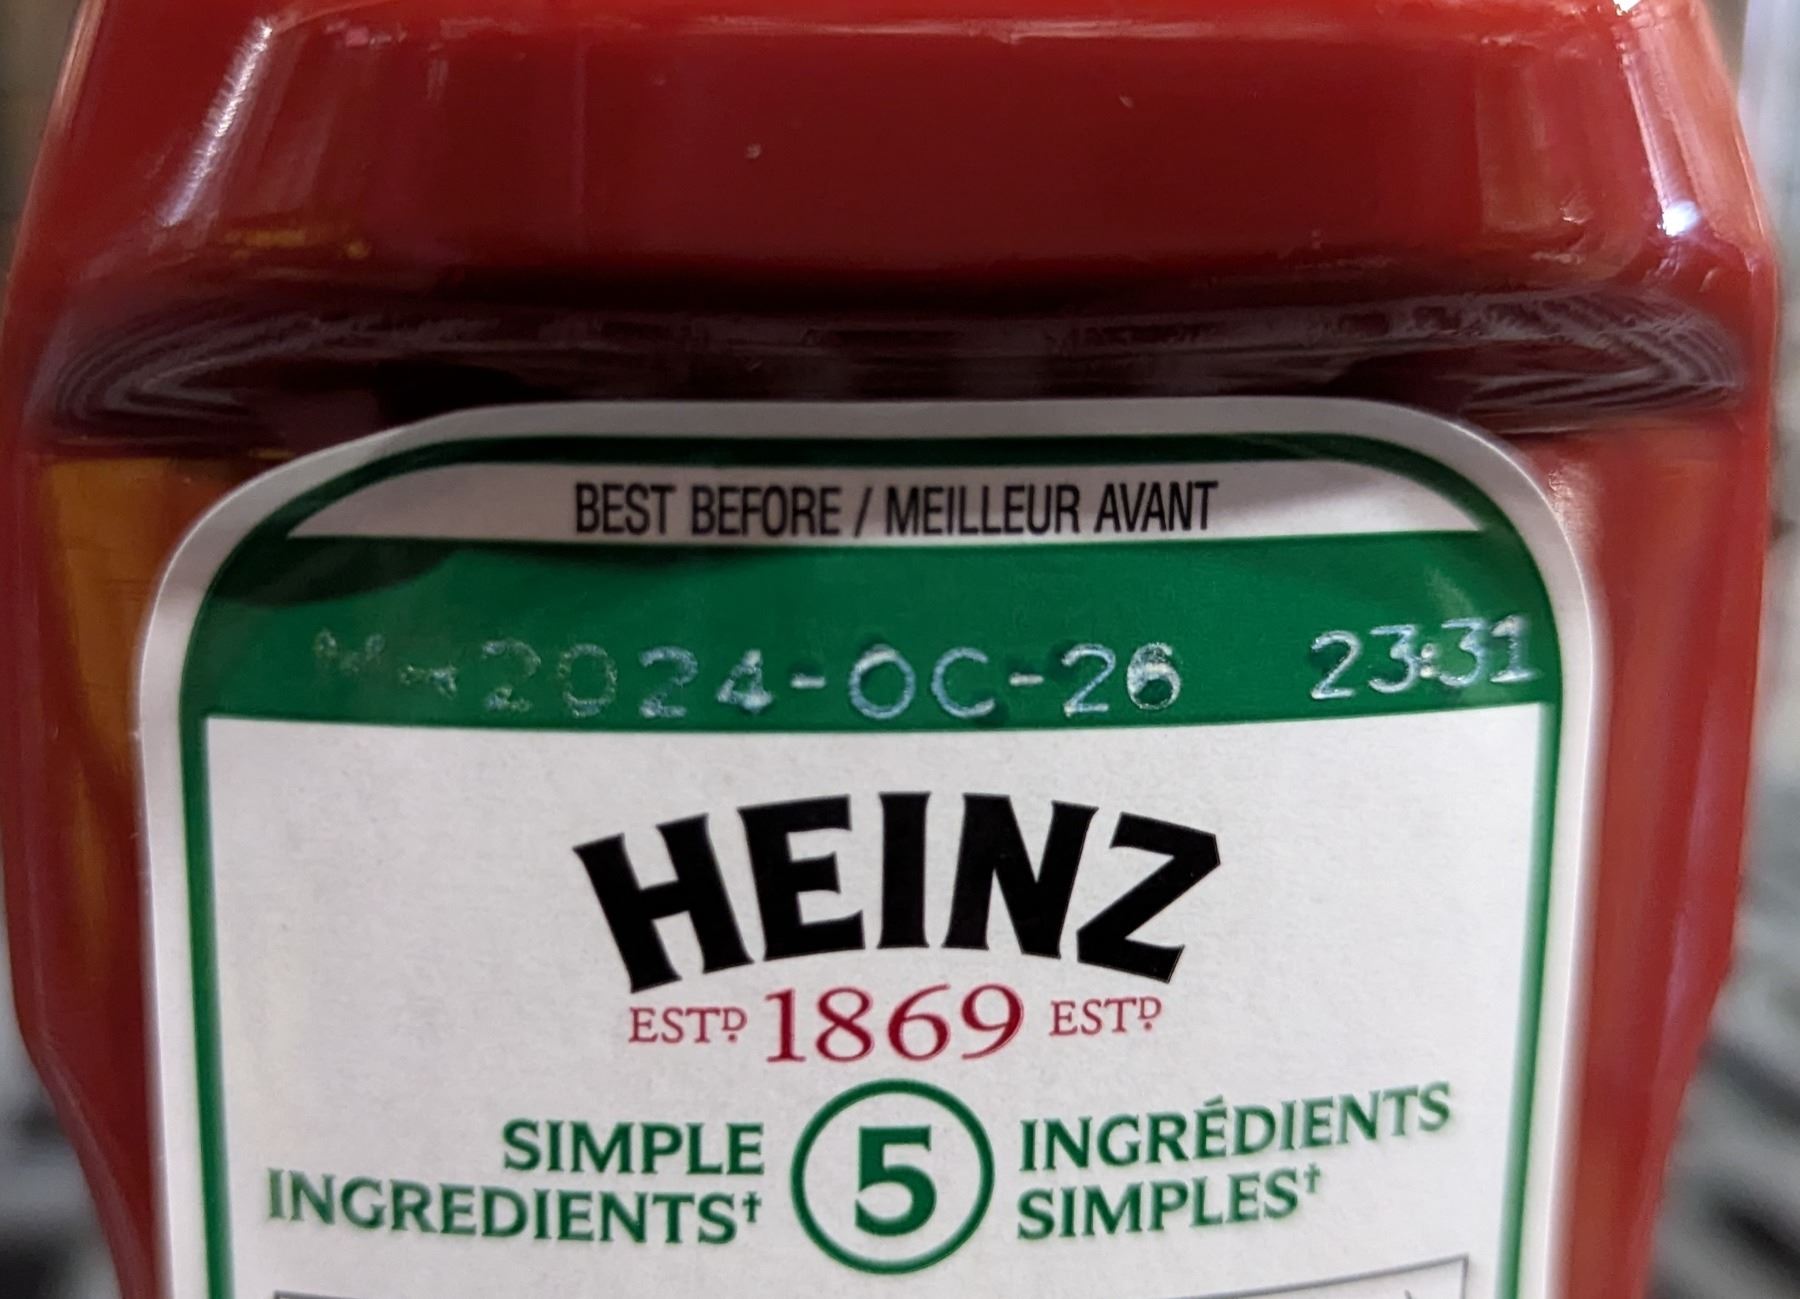 BEST BEFORE / MEILLEUR AVANT
2024-OC-26 23:31
HEINZ
ESTD 1869 ESTD
SIMPLE INGREDIENTS† 5 INGRÉDIENTS SIMPLES†